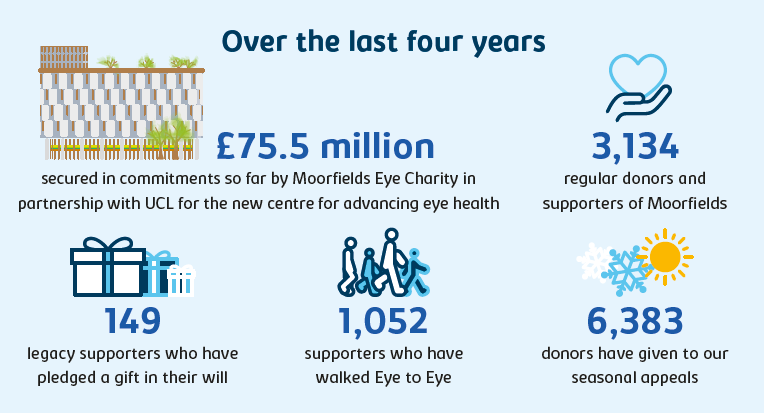 Over the last four years
£75.5 million
secured in commitments so far by Moorfields Eye Charity in
partnership with UCL for the new centre for advancing eye health
3,134
regular donors and
supporters of Moorfields
149
legacy supporters who have
pledged a gift in their will
1,052
supporters who have
walked Eye to Eye
6,383
donors have given to our
seasonal appeals